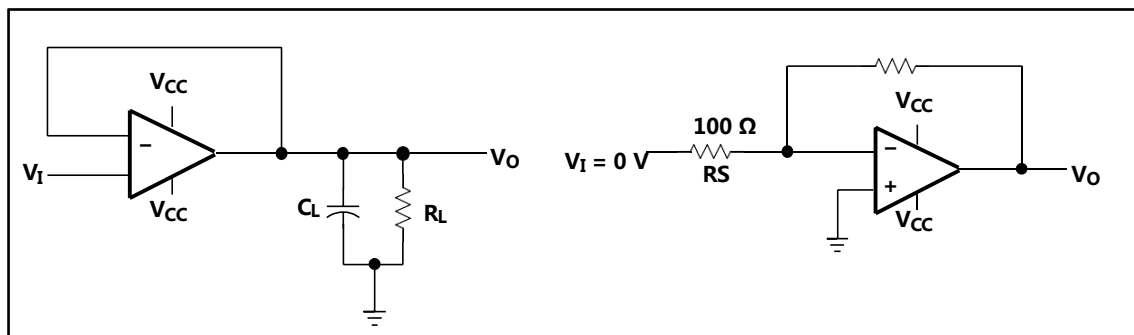 VCC
−
VI
VCC
CL
RL
VO
VI = 0 V
100 Ω
RS
VCC
−
+
VCC
VO